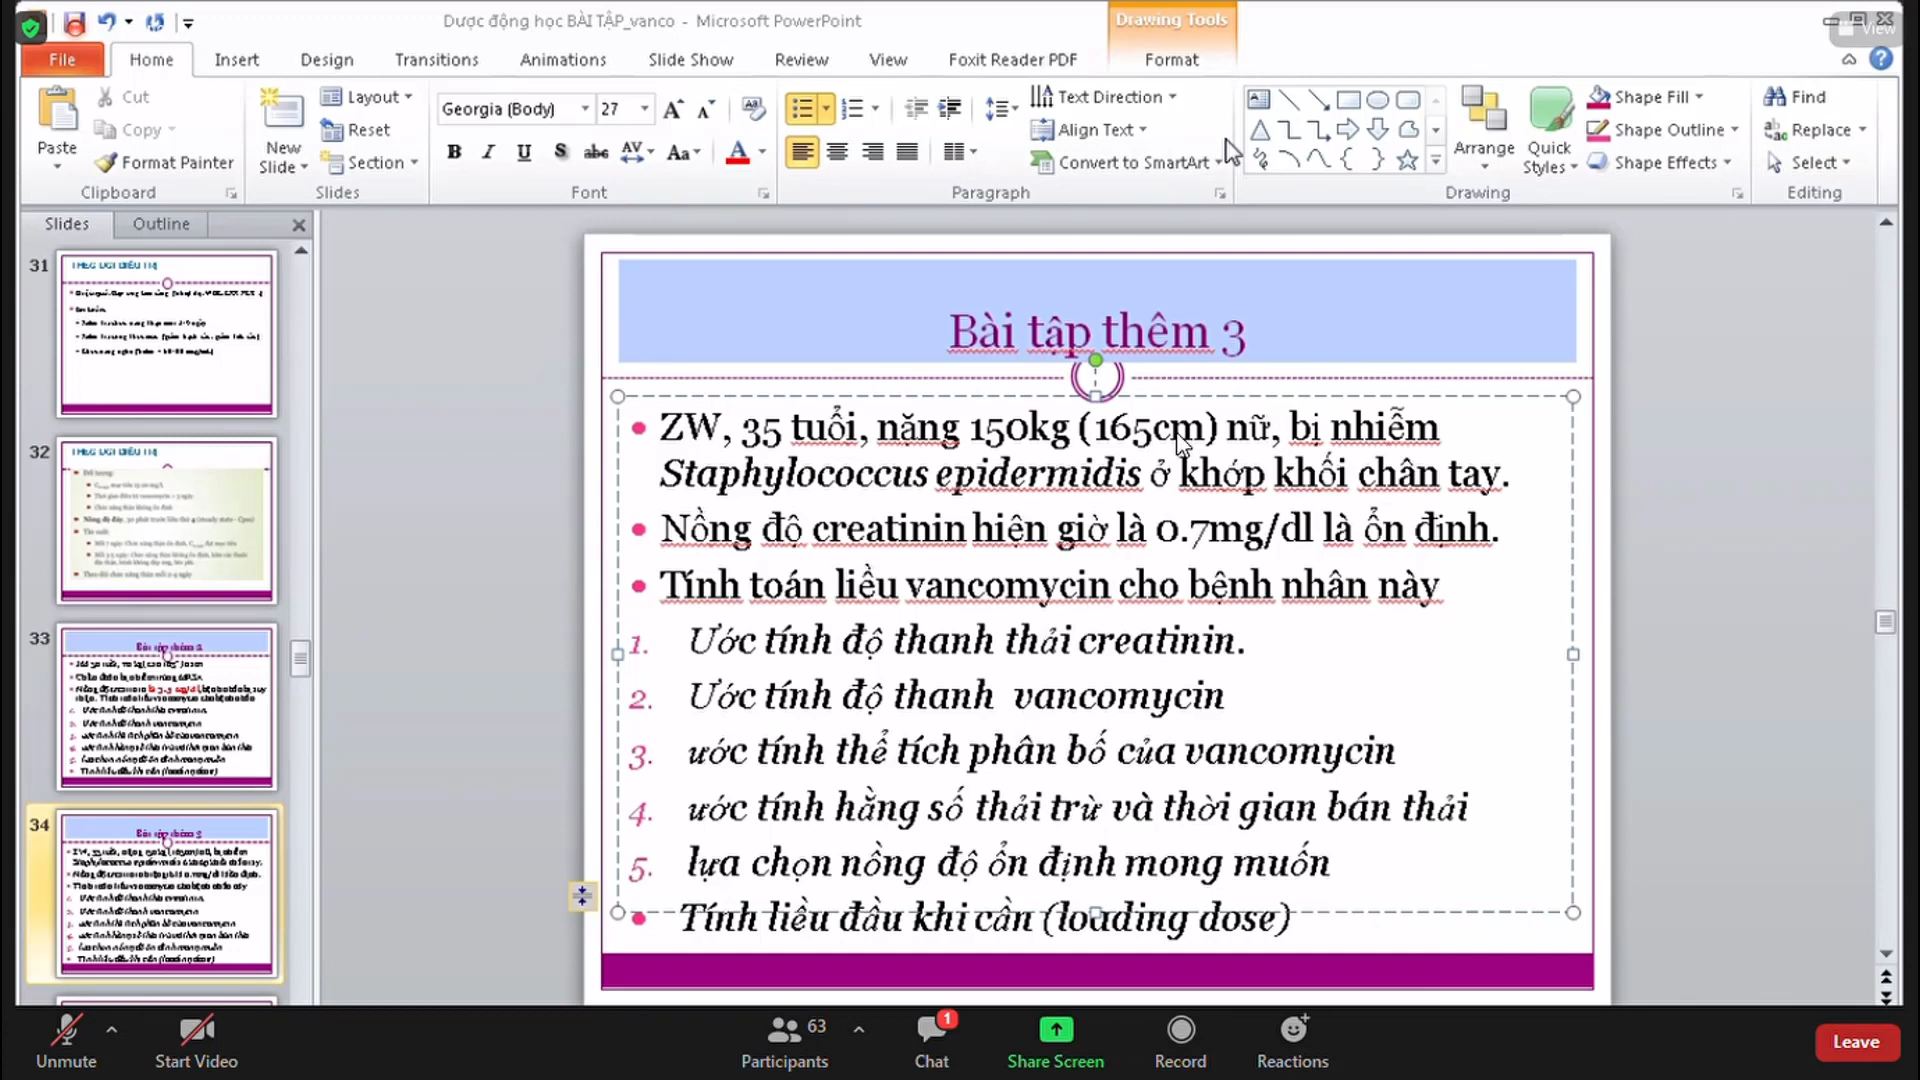 Dược động học BÀI TẬP_vanco - Microsoft PowerPoint
Drawing Tools
View
File Home Insert Design Transitions Animations Slide Show Review View Foxit Reader PDF Format
Paste
Cut
Copy
Format Painter
Clipboard
New Slide
Layout
Reset
Section
Slides
Georgia (Body) 27
Font
Text Direction
Align Text
Convert to SmartArt
Paragraph
Arrange
Quick Styles
Shape Fill
Shape Outline
Shape Effects
Drawing
Find
Replace
Select
Editing
Slides Outline
31
32
33
34
Bài tập thêm 3
ZW, 35 tuổi, nặng 150kg (165cm) nữ, bị nhiễm
Staphylococcus epidermidis ở khớp khối chân tay.
Nồng độ creatinin hiện giờ là 0.7mg/dl là ổn định.
Tính toán liều vancomycin cho bệnh nhân này
1. Ước tính độ thanh thải creatinin.
2. Ước tính độ thanh vancomycin
3. ước tính thể tích phân bố của vancomycin
4. ước tính hằng số thải trừ và thời gian bán thải
5. lựa chọn nồng độ ổn định mong muốn
Tính liều đầu khi cần (loading dose)
Unmute
Start Video
63
Participants
1
Chat
Share Screen
Record
Reactions
Leave